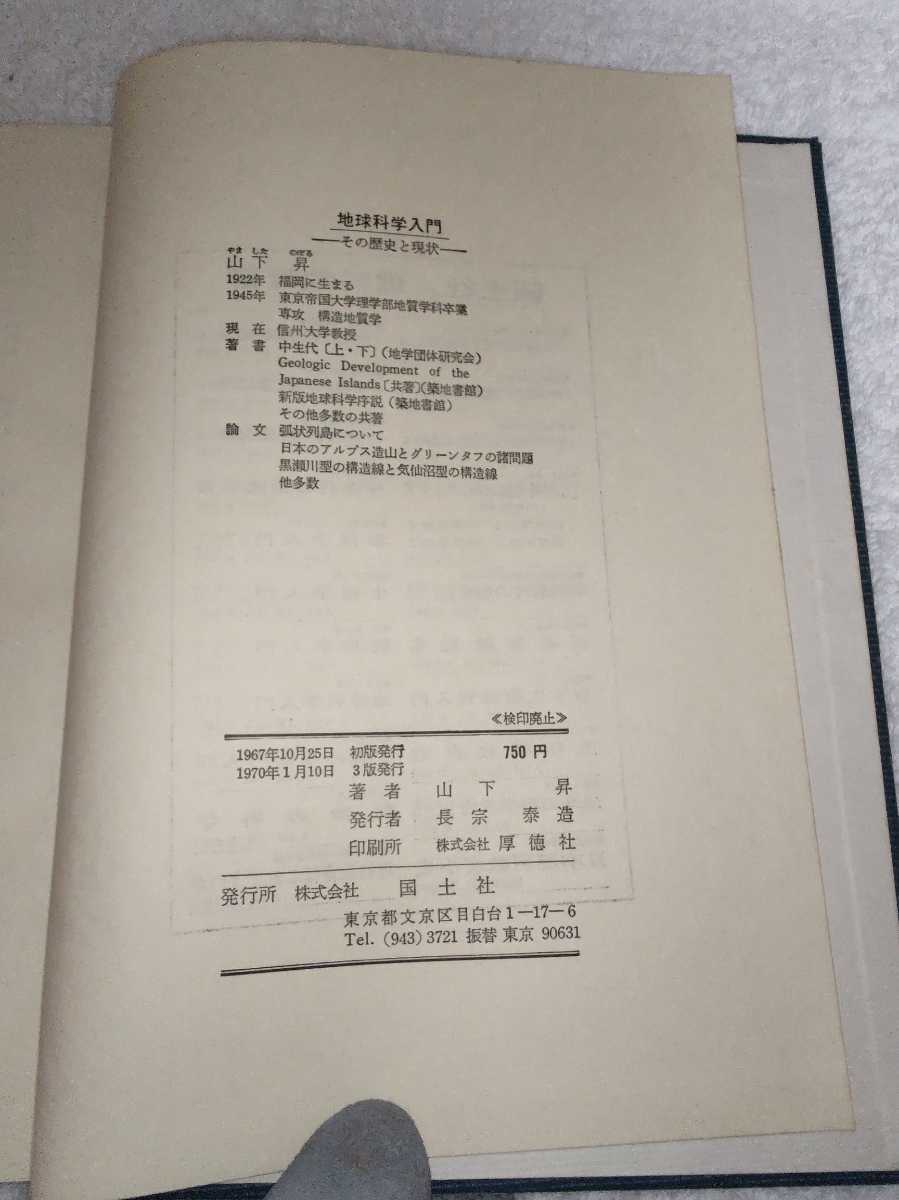 地球科学入門
——その歴史と現状——
やま した のぼる
山下 昇
1922年 福岡に生まる
1945年 東京帝国大学理学部地質学科卒業
専攻 構造地質学
現在 信州大学教授
著書 中生代〔上・下〕(地学団体研究会)
Geologic Development of the
Japanese Islands〔共著〕(築地書館)
新版地球科学序説(築地書館)
その他多数の共著
論文 弧状列島について
日本のアルプス造山とグリーンタフの諸問題
黒瀬川型の構造線と気仙沼型の構造線
他多数
≪検印廃止≫
1967年10月25日 初版発行 750円
1970年1月10日 3版発行
著者 山下 昇
発行者 長宗泰造
印刷所 株式会社 厚徳社
発行所 株式会社 国土社
東京都文京区目白台1—17—6
Tel. (943) 3721 振替 東京 90631